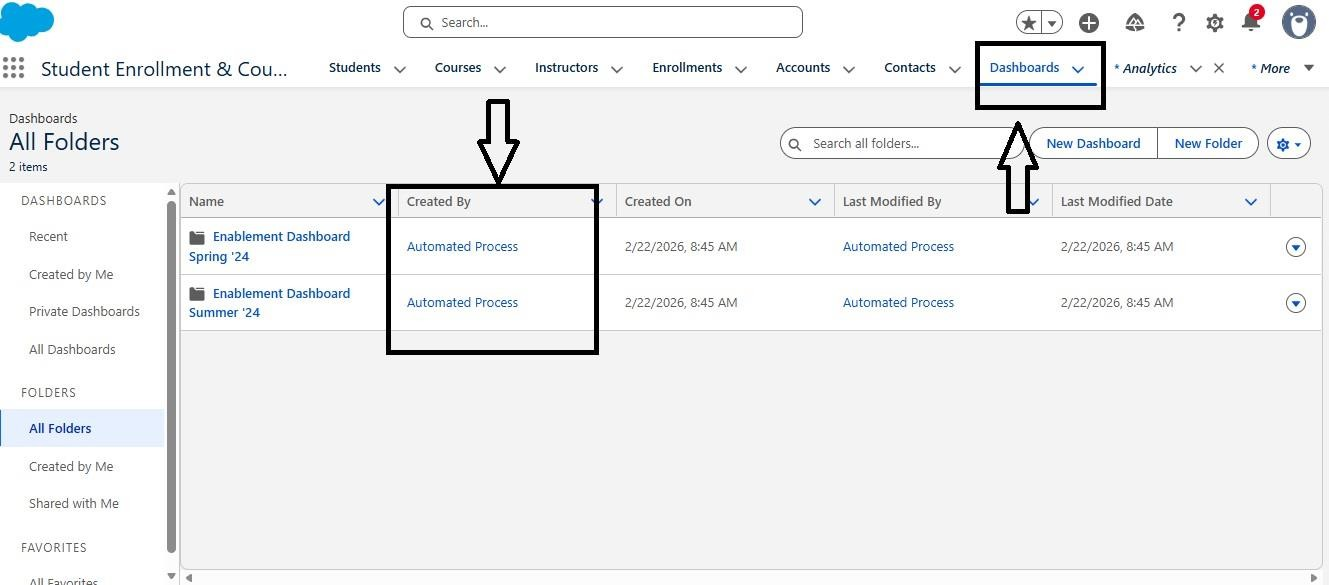 Search...
2
Student Enrollment & Cou...
Students
Courses
Instructors
Enrollments
Accounts
Contacts
Dashboards
* Analytics
* More
Dashboards
All Folders
2 items
Search all folders...
New Dashboard
New Folder
DASHBOARDS
Recent
Created by Me
Private Dashboards
All Dashboards
FOLDERS
All Folders
Created by Me
Shared with Me
FAVORITES
All Favorites
Name
Created By
Created On
Last Modified By
Last Modified Date
Enablement Dashboard
Spring '24
Automated Process
2/22/2026, 8:45 AM
Automated Process
2/22/2026, 8:45 AM
Enablement Dashboard
Summer '24
Automated Process
2/22/2026, 8:45 AM
Automated Process
2/22/2026, 8:45 AM